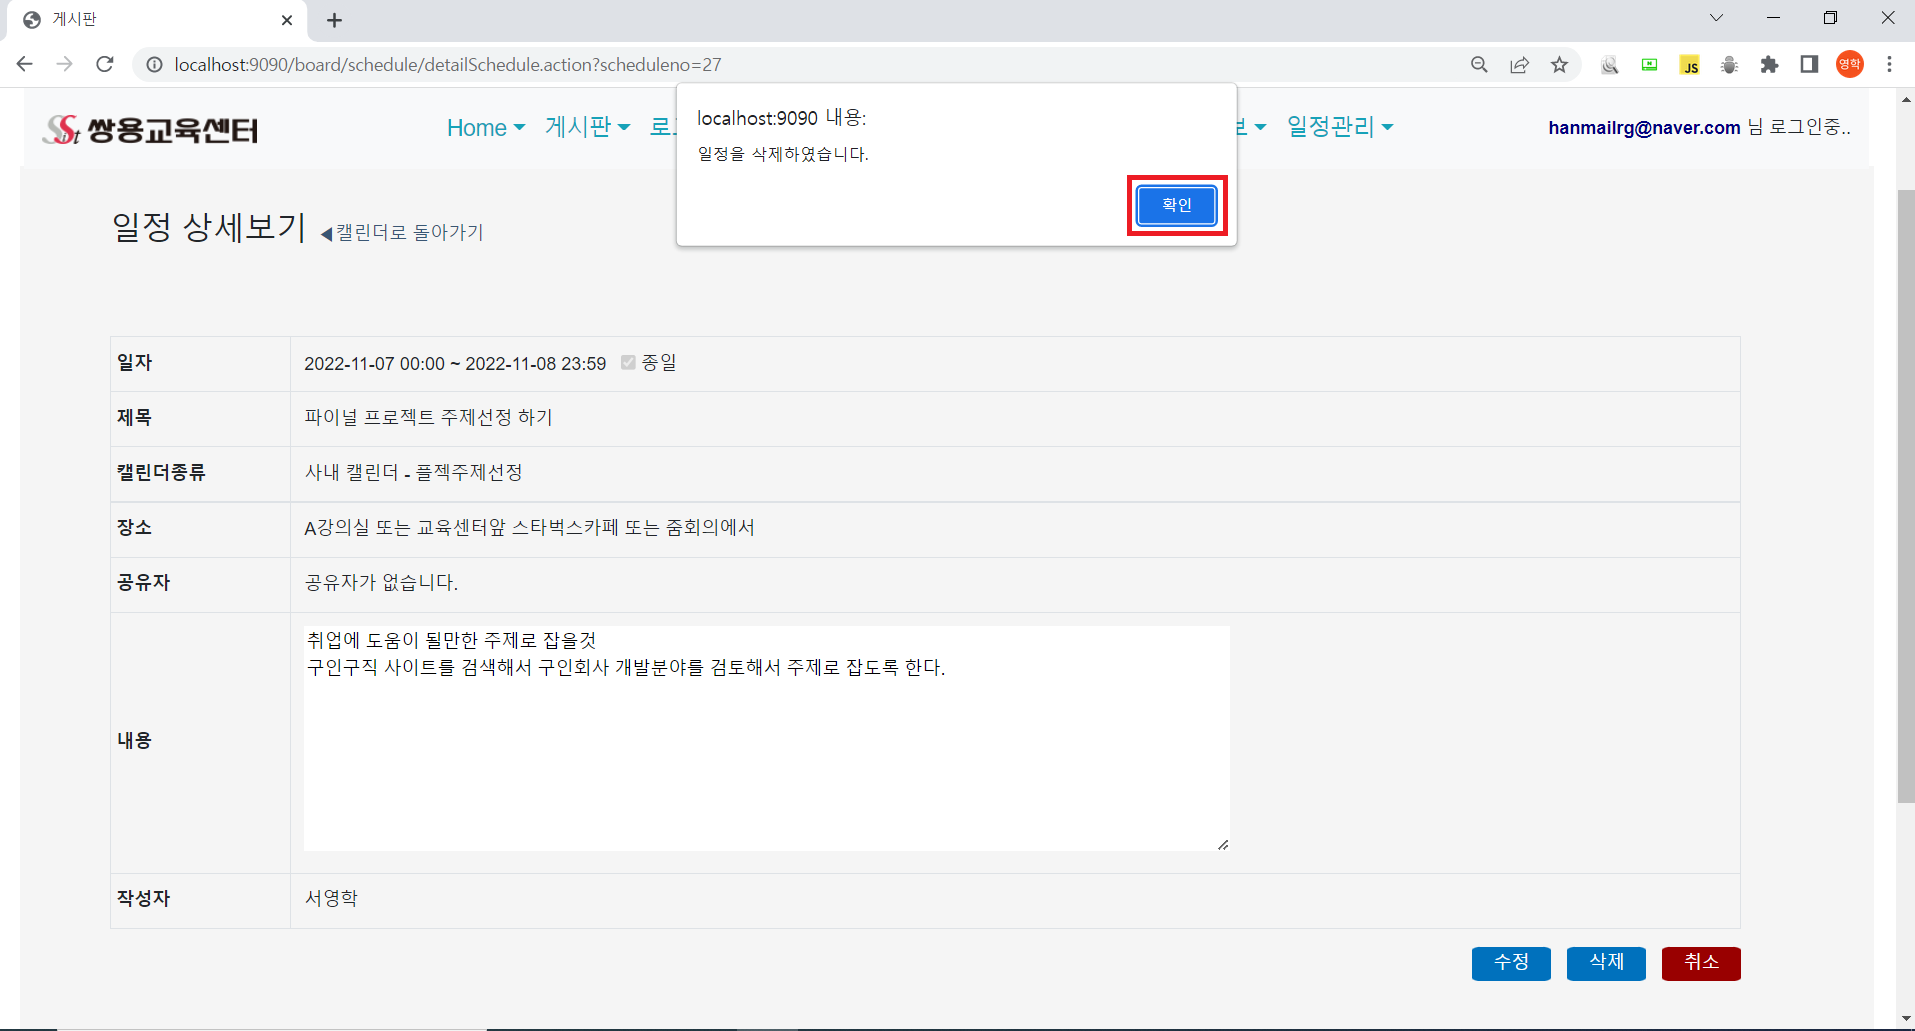 게시판
localhost:9090/board/schedule/detailSchedule.action?scheduleno=27
JS
영학
localhost:9090 내용:
일정을 삭제하였습니다.
확인
SSist 쌍용교육센터
Home 게시판 일정관리
hanmailrg@naver.com 님 로그인중..
일정 상세보기 ◀캘린더로 돌아가기
일자 2022-11-07 00:00 ~ 2022-11-08 23:59 종일
제목 파이널 프로젝트 주제선정 하기
캘린더종류 사내 캘린더 - 플젝주제선정
장소 A강의실 또는 교육센터앞 스타벅스카페 또는 줌회의에서
공유자 공유자가 없습니다.
내용
취업에 도움이 될만한 주제로 잡을것
구인구직 사이트를 검색해서 구인회사 개발분야를 검토해서 주제로 잡도록 한다.
작성자 서영학
수정 삭제 취소